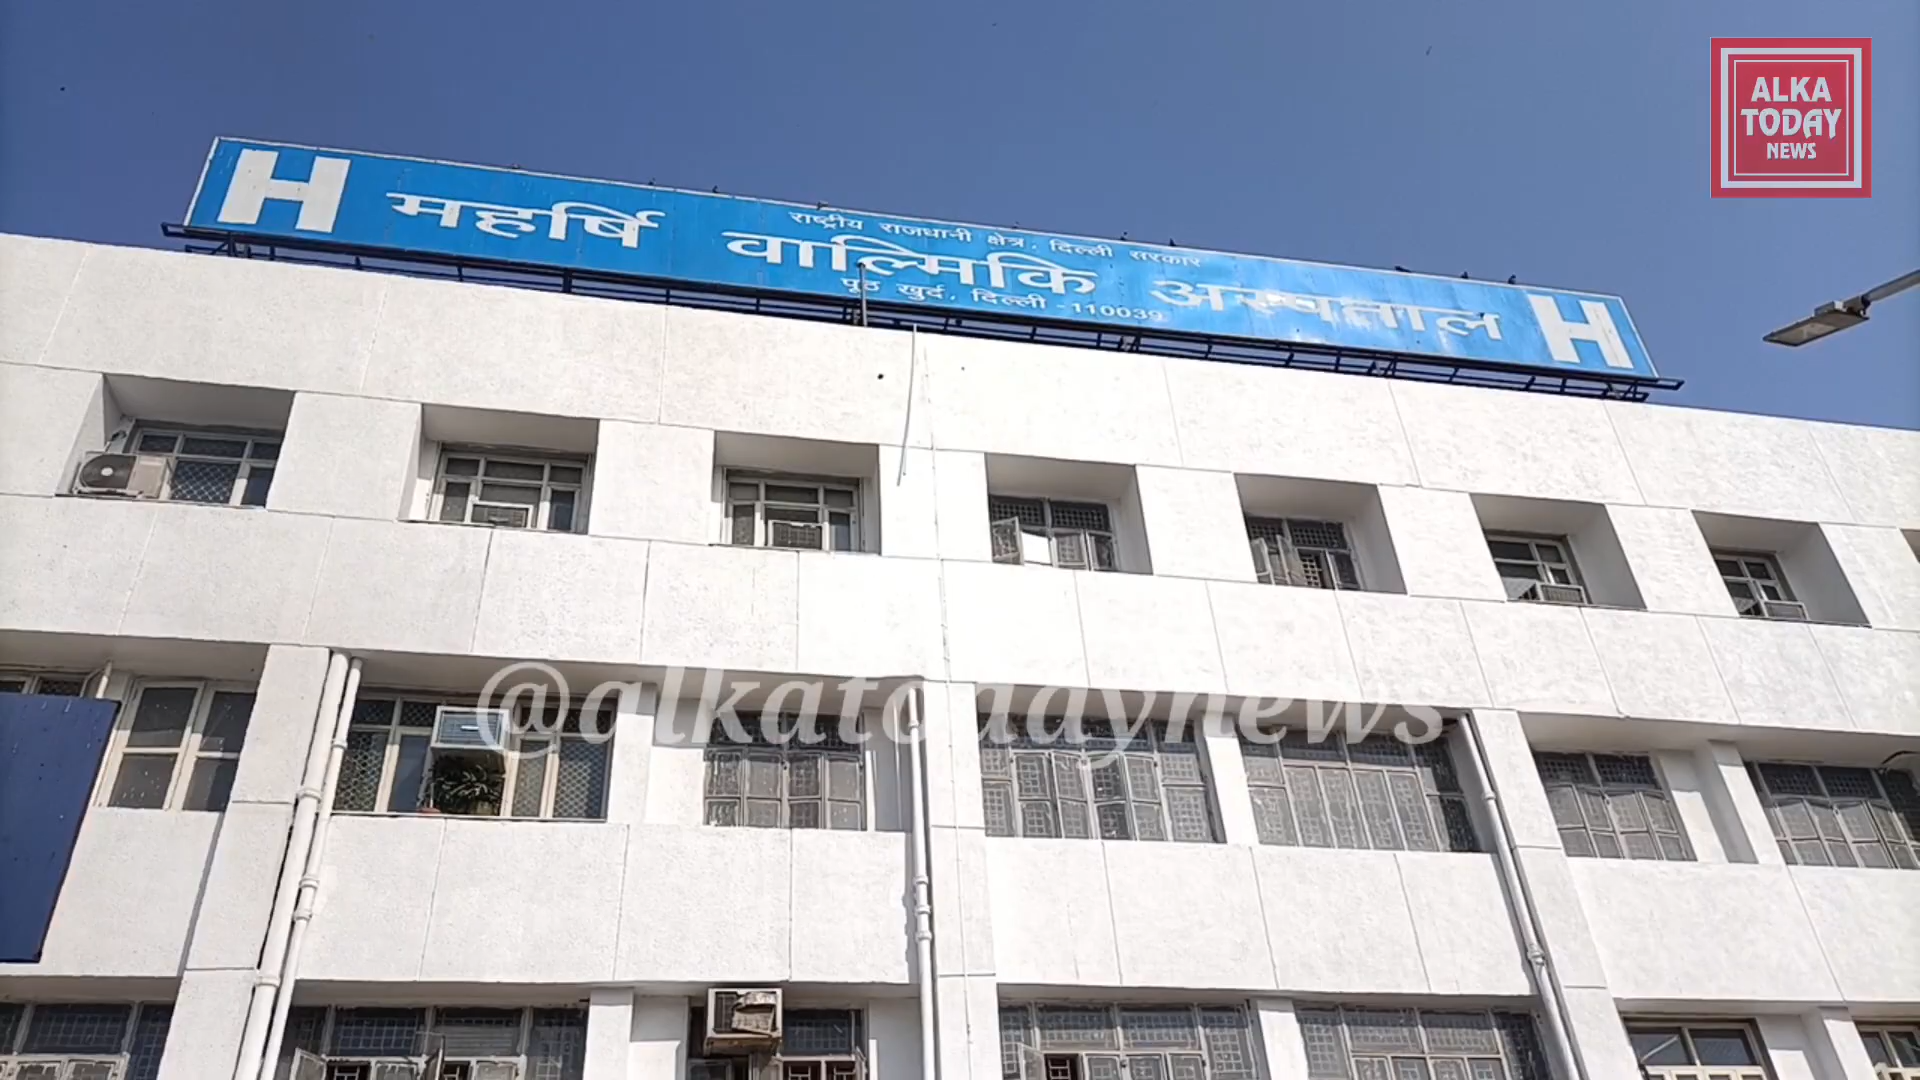 ALKA
TODAY
NEWS
H महर्षि वाल्मिकि अस्पताल H
राष्ट्रीय राजधानी क्षेत्र, दिल्ली सरकार
पूठ खुर्द, दिल्ली -110039
@alkatodaynews